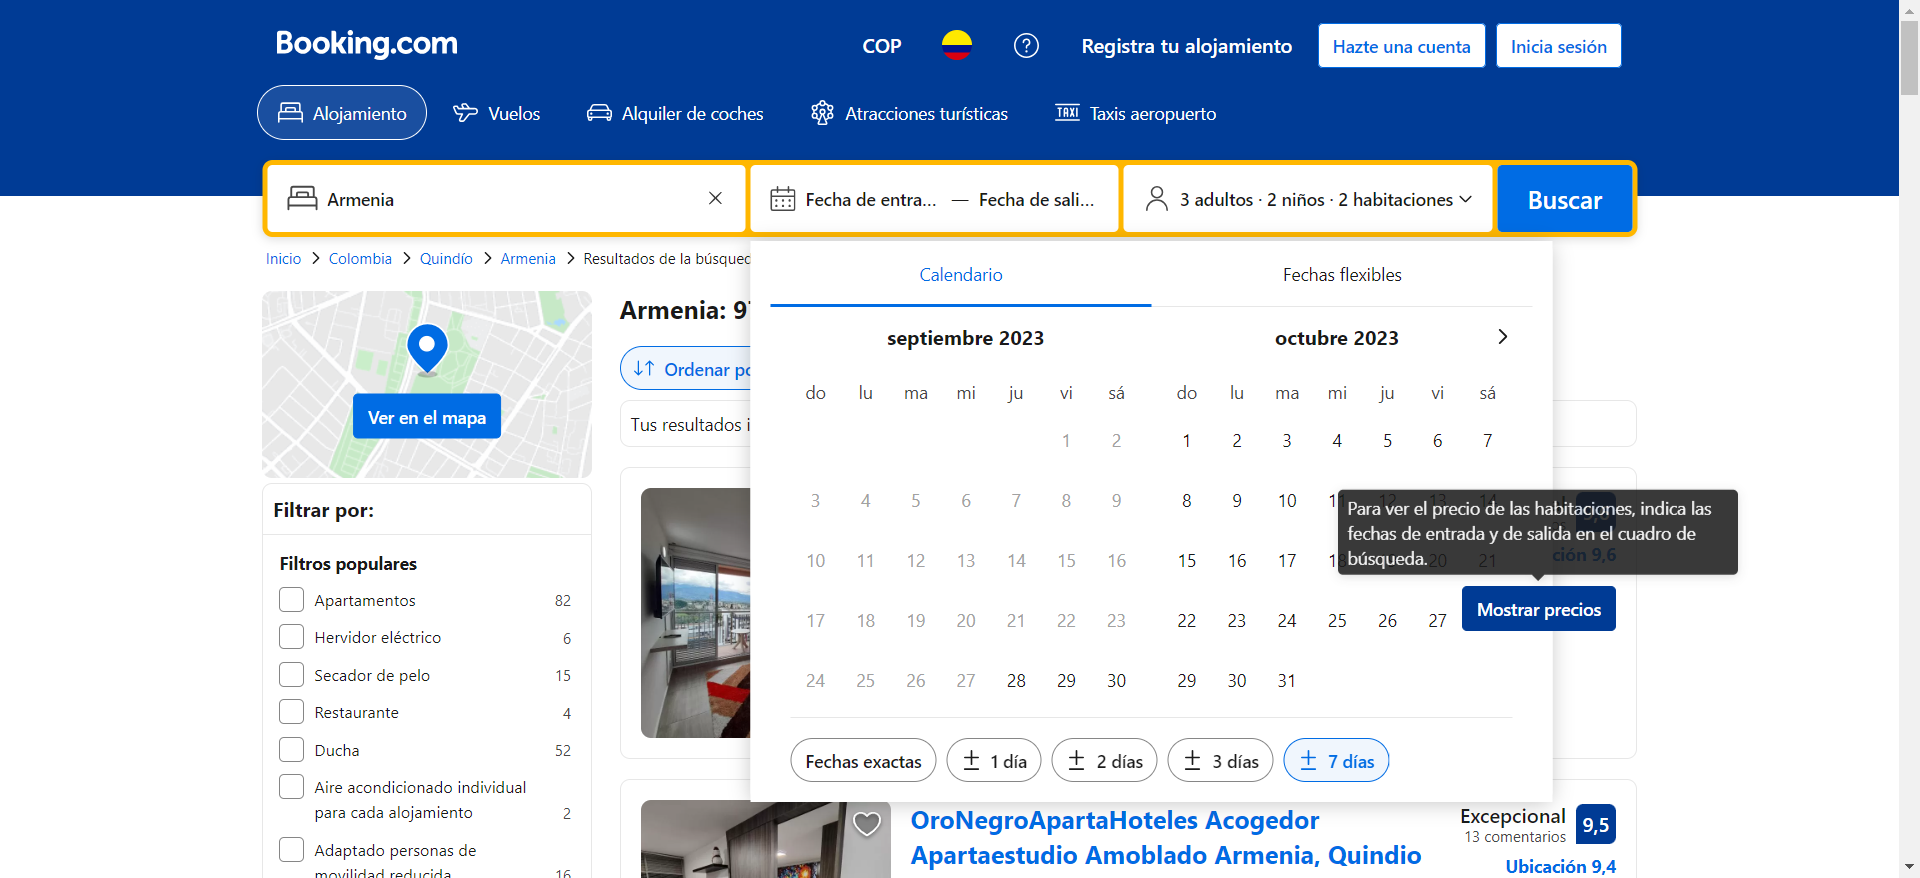 Booking.com
COP
Registra tu alojamiento
Hazte una cuenta
Inicia sesión
Alojamiento
Vuelos
Alquiler de coches
Atracciones turísticas
TAXI
Taxis aeropuerto
Armenia
Fecha de entra... — Fecha de sali...
3 adultos · 2 niños · 2 habitaciones
Buscar
Inicio > Colombia > Quindío > Armenia > Resultados de la búsqued
Ver en el mapa
Filtrar por:
Filtros populares
Apartamentos 82
Hervidor eléctrico 6
Secador de pelo 15
Restaurante 4
Ducha 52
Aire acondicionado individual
para cada alojamiento 2
Adaptado personas de
movilidad reducida 16
Armenia: 97
Ordenar po
Tus resultados i
Calendario
Fechas flexibles
septiembre 2023
do lu ma mi ju vi sá
1 2
3 4 5 6 7 8 9
10 11 12 13 14 15 16
17 18 19 20 21 22 23
24 25 26 27 28 29 30
octubre 2023
do lu ma mi ju vi sá
1 2 3 4 5 6 7
8 9 10 11 12 13 14
15 16 17 18 20 21
22 23 24 25 26 27
29 30 31
Para ver el precio de las habitaciones, indica las
fechas de entrada y de salida en el cuadro de
búsqueda.
ción 9,6
Mostrar precios
Fechas exactas
± 1 día
± 2 días
± 3 días
± 7 días
OroNegroApartaHoteles Acogedor
Apartaestudio Amoblado Armenia, Quindio
Excepcional
13 comentarios
9,5
Ubicación 9,4